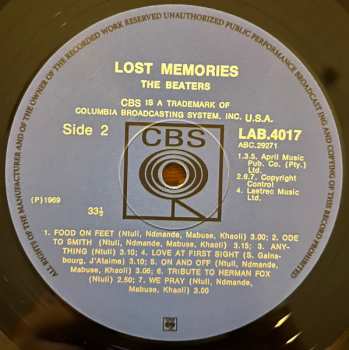 ALL RIGHTS OF THE MANUFACTURER AND OF THE OWNER OF THE RECORDED WORK RESERVED UNAUTHORIZED PUBLIC PERFORMANCE BROADCASTING AND COPYING OF THIS RECORD PROHIBITED
LOST MEMORIES
THE BEATERS
CBS IS A TRADEMARK OF
COLUMBIA BROADCASTING SYSTEM, INC. U.S.A.
Side 2
LAB.4017
ABC.29271
CBS
1.3.5. April Music
Pub. Co. (Pty.)
Ltd.
2.6.7. Copyright
Control
4. Leetrec Music
Ltd.
(P)1969
33⅓
1. FOOD ON FEET (Ntuli, Ndmande, Mabuse, Khaoli) 3.00; 2. ODE
TO SMITH (Ntuli, Ndmande, Mabuse, Khaoli) 3.15; 3. ANY-
THING (Ntuli) 3.10; 4. LOVE AT FIRST SIGHT (S. Gains-
bourg, J'Ataime) 3.10; 5. ON AND OFF (Ntuli, Ndmande,
Mabuse, Khaoli) 3.06; 6. TRIBUTE TO HERMAN FOX
(Ntuli) 2.50; 7. WE PRAY (Ntuli, Ndmande,
Mabuse, Khaoli) 3.00